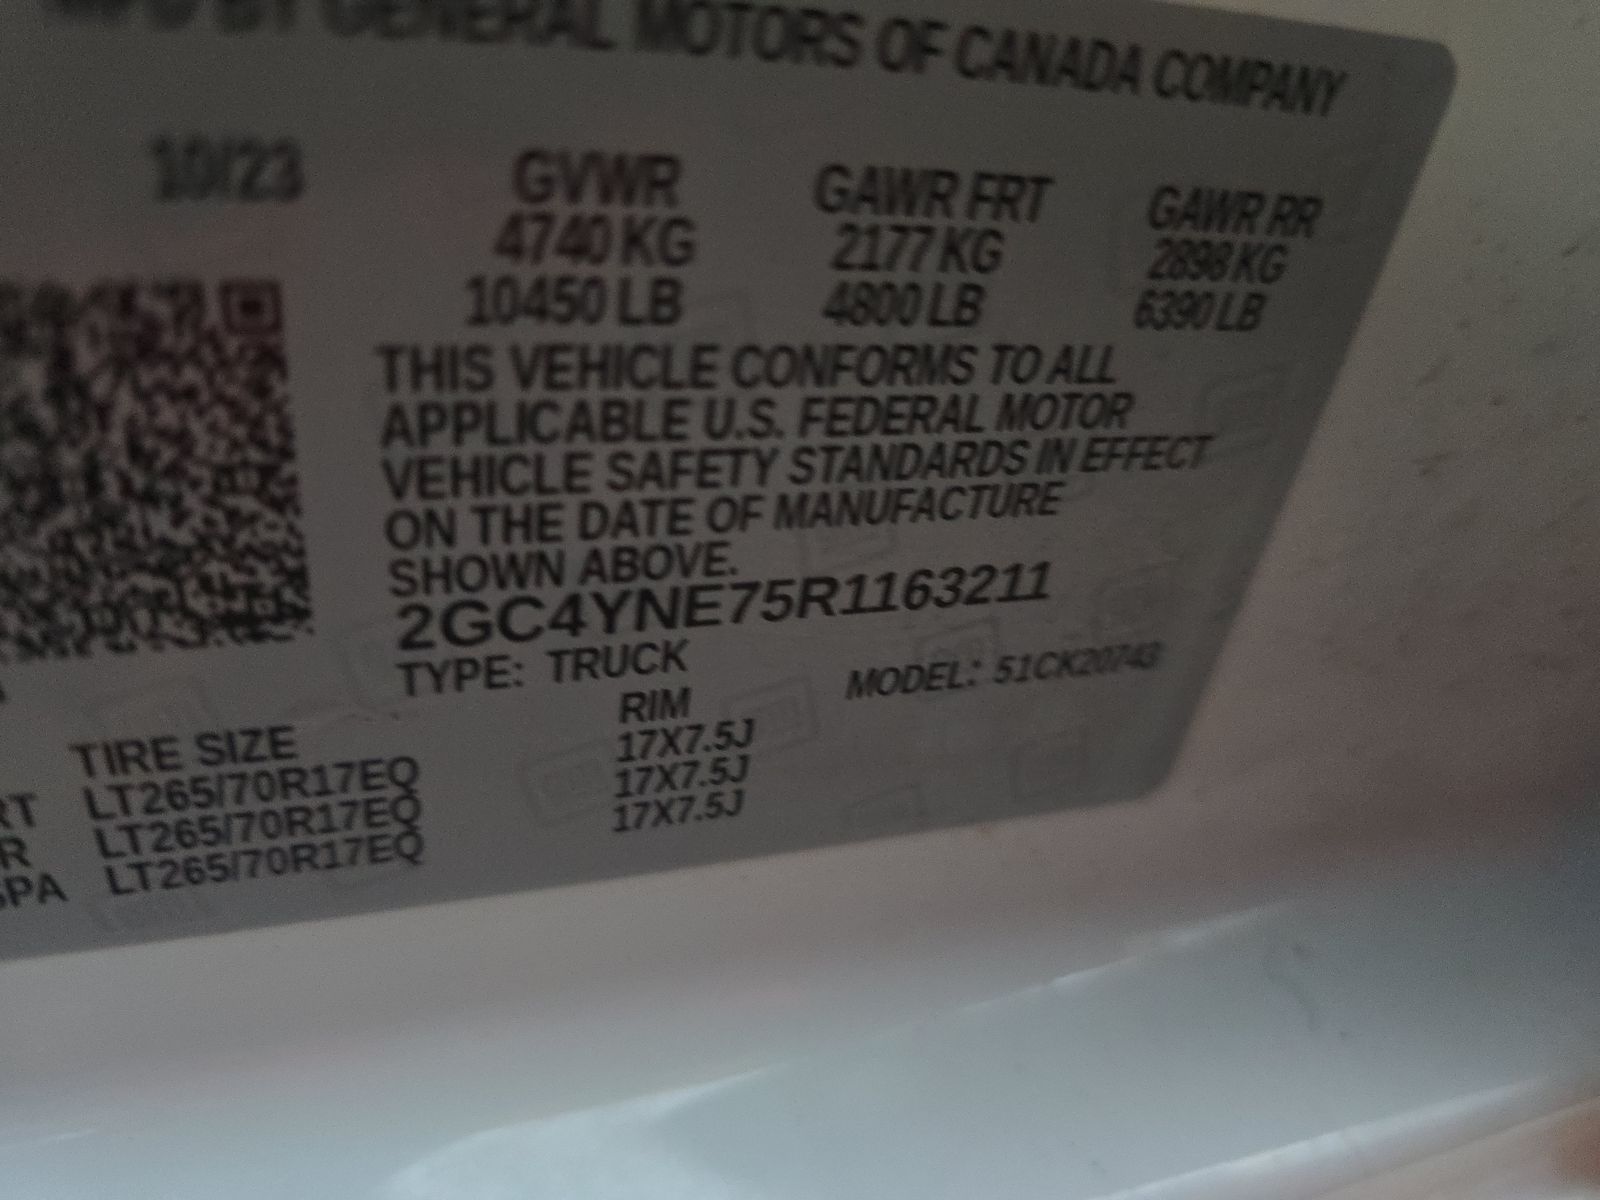 BY GENERAL MOTORS OF CANADA COMPANY
10/23
GVWR GAWR FRT GAWR RR
4740 KG 2177 KG 2898 KG
10450 LB 4800 LB 6390 LB
THIS VEHICLE CONFORMS TO ALL
APPLICABLE U.S. FEDERAL MOTOR
VEHICLE SAFETY STANDARDS IN EFFECT
ON THE DATE OF MANUFACTURE
SHOWN ABOVE.
2GC4YNE75R1163211
TYPE: TRUCK MODEL: 51CK20743
TIRE SIZE RIM
RT LT265/70R17EQ 17X7.5J
R LT265/70R17EQ 17X7.5J
SPA LT265/70R17EQ 17X7.5J